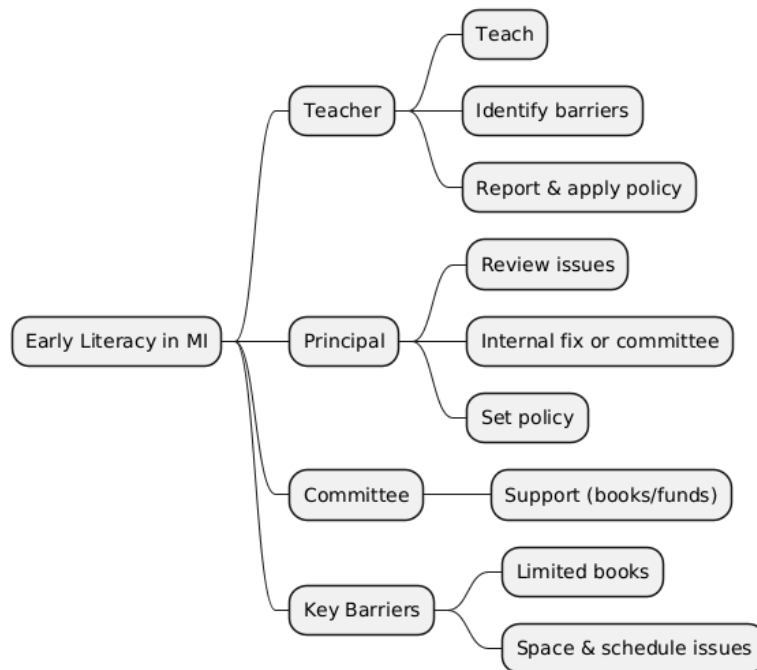 Early Literacy in MI
Teacher
Teach
Identify barriers
Report & apply policy
Principal
Review issues
Internal fix or committee
Set policy
Committee
Support (books/funds)
Key Barriers
Limited books
Space & schedule issues